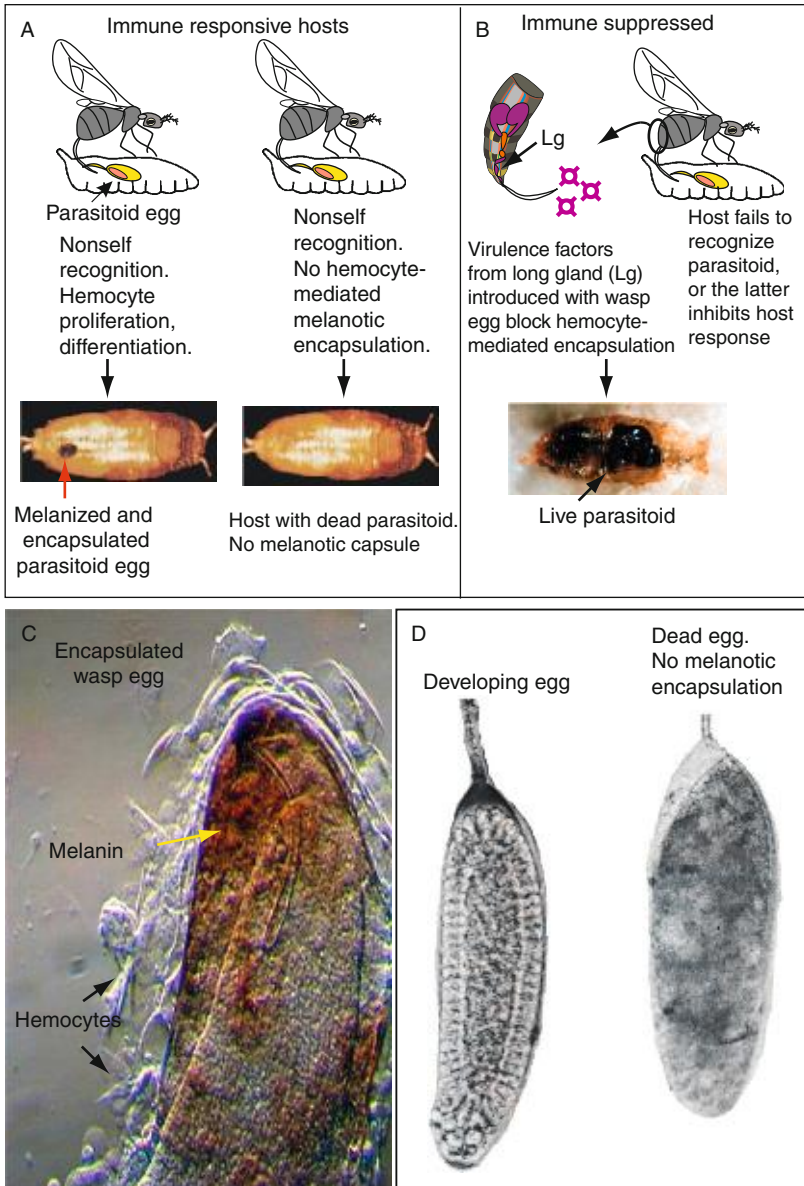 A
Immune responsive hosts
Parasitoid egg
Nonself
recognition.
Hemocyte
proliferation,
differentiation.
Melanized and
encapsulated
parasitoid egg
Nonself
recognition.
No hemocyte-
mediated
melanotic
encapsulation.
Host with dead parasitoid.
No melanotic capsule
B
Immune suppressed
Lg
Virulence factors
from long gland (Lg)
introduced with wasp
egg block hemocyte-
mediated encapsulation
Host fails to
recognize
parasitoid,
or the latter
inhibits host
response
Live parasitoid
C
Encapsulated
wasp egg
Melanin
Hemocytes
D
Developing egg
Dead egg.
No melanotic
encapsulation